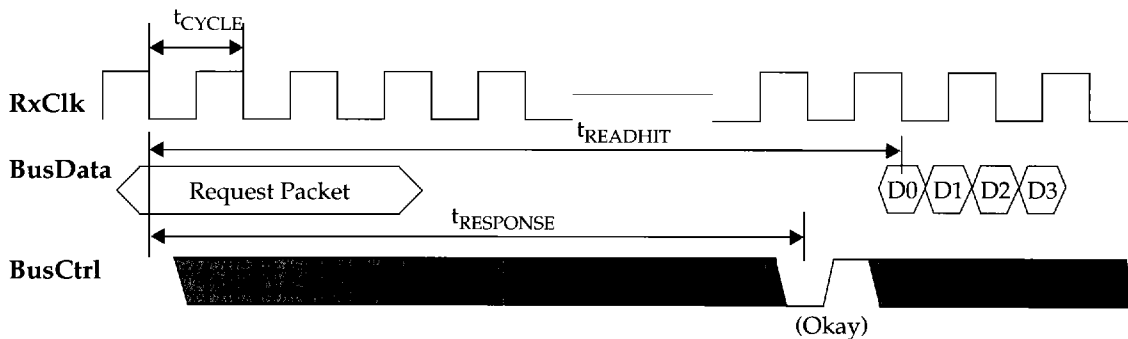 tCYCLE
RxClk
tREADHIT
BusData
Request Packet
D0 D1 D2 D3
tRESPONSE
BusCtrl
(Okay)